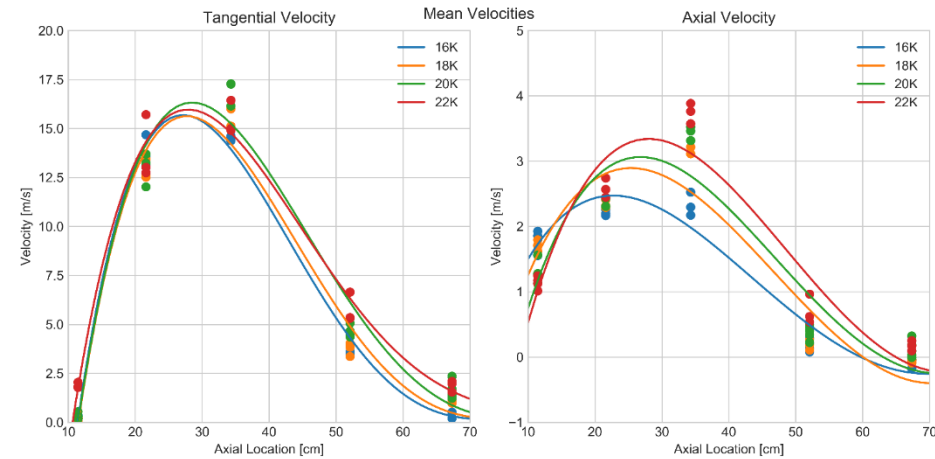 Mean Velocities
Tangential Velocity
20.0
17.5
15.0
12.5
10.0
7.5
5.0
2.5
0.0
Velocity [m/s]
16K
18K
20K
22K
10 20 30 40 50 60 70
Axial Location [cm]
Axial Velocity
5
4
3
2
1
0
−1
Velocity [m/s]
16K
18K
20K
22K
10 20 30 40 50 60 70
Axial Location [cm]